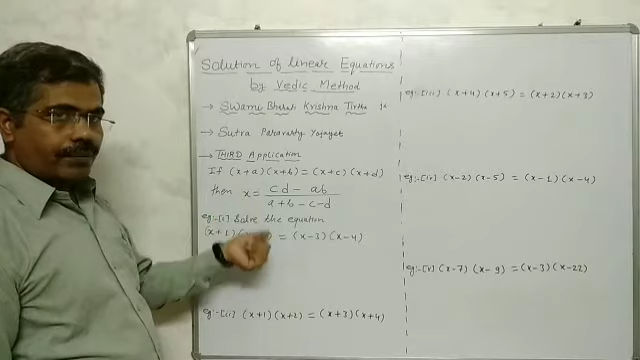 Solution of linear Equations
by Vedic Method
→ Swami Bharati Krishna Tirtha Ji
→ Sutra Paravarty Yojayet
→ THIRD Application
If (x+a)(x+b) = (x+c)(x+d)
then x = cd - ab
a+b-c-d
eg:-[i] Solve the equation
(x+1) = (x-3)(x-4)
eg:-[ii] (x+1)(x+2) = (x+3)(x+4)
eg:-[iii] (x+4)(x+5) = (x+2)(x+3)
eg:-[iv] (x-2)(x-5) = (x-1)(x-4)
eg:-[v] (x-7)(x-9) = (x-3)(x-22)